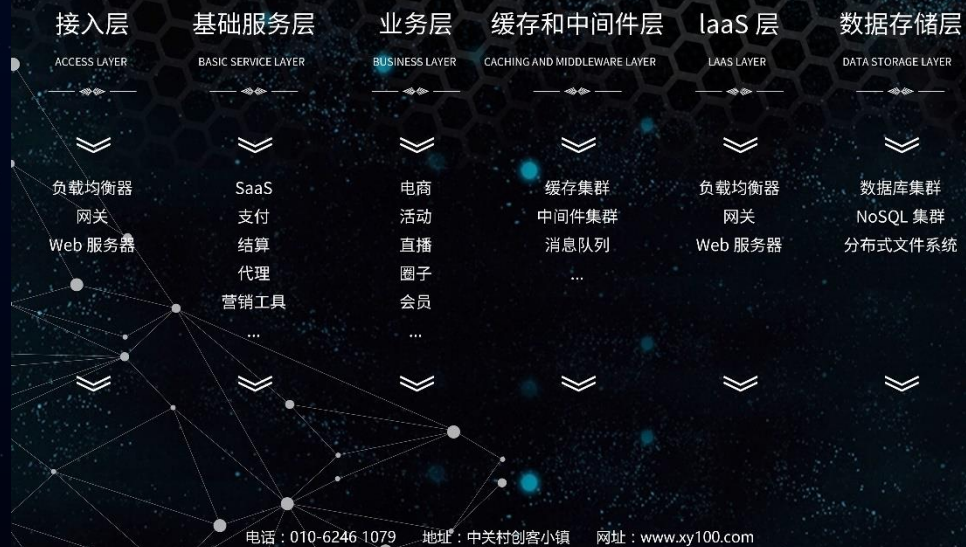 接入层
ACCESS LAYER
负载均衡器
网关
Web 服务器
基础服务层
BASIC SERVICE LAYER
SaaS
支付
结算
代理
营销工具
...
业务层
BUSINESS LAYER
电商
活动
直播
圈子
会员
...
缓存和中间件层
CACHING AND MIDDLEWARE LAYER
缓存集群
中间件集群
消息队列
...
laaS 层
LAAS LAYER
负载均衡器
网关
Web 服务器
数据存储层
DATA STORAGE LAYER
数据库集群
NoSQL 集群
分布式文件系统
电话：010-6246 1079 地址：中关村创客小镇 网址：www.xy100.com